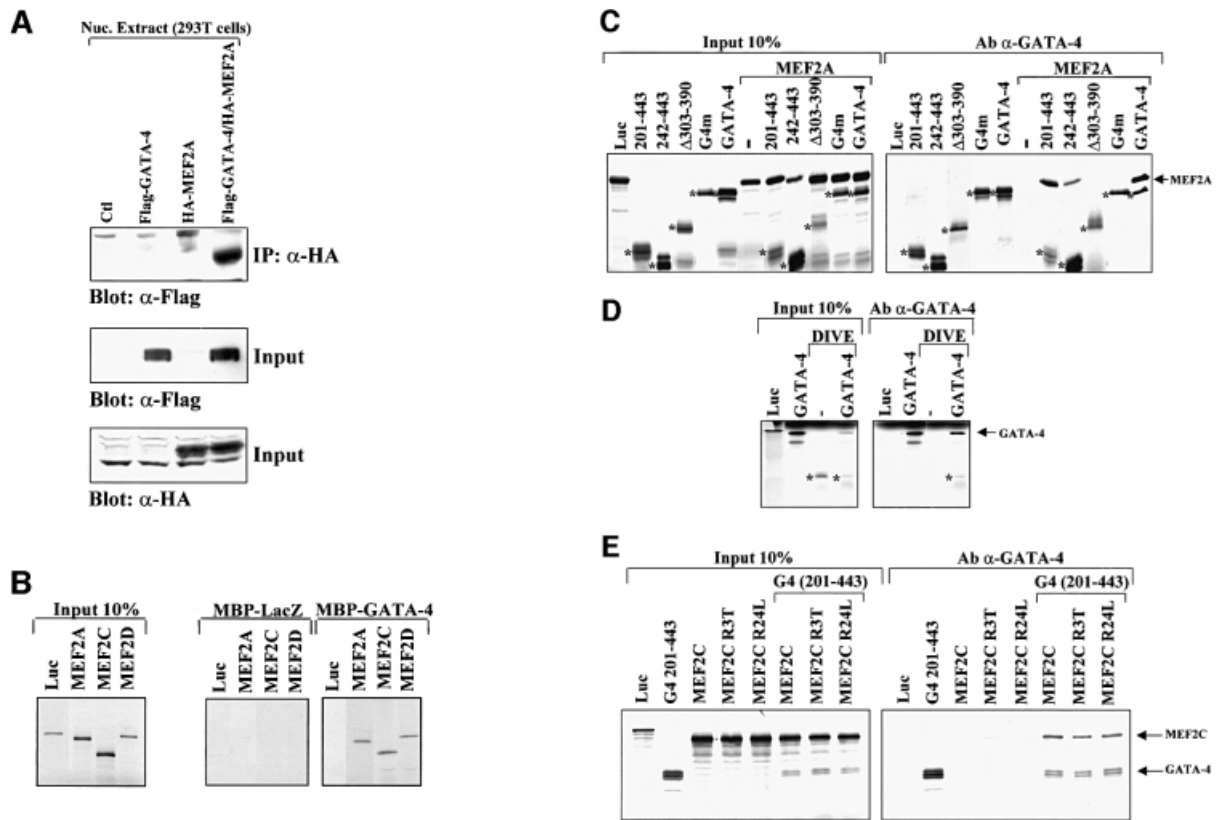 A
Nuc. Extract (293T cells)
Ctl
Flag-GATA-4
HA-MEF2A
Flag-GATA-4/HA-MEF2A
IP: α-HA
Blot: α-Flag
Input
Blot: α-Flag
Input
Blot: α-HA
B
Input 10%
MBP-LacZ
MBP-GATA-4
Luc
MEF2A
MEF2C
MEF2D
Luc
MEF2A
MEF2C
MEF2D
Luc
MEF2A
MEF2C
MEF2D
C
Input 10%
Ab α-GATA-4
MEF2A
MEF2A
Luc
201-443
242-443
Δ303-390
G4m
GATA-4
-
201-443
242-443
Δ303-390
G4m
GATA-4
Luc
201-443
242-443
Δ303-390
G4m
GATA-4
-
201-443
242-443
Δ303-390
G4m
GATA-4
MEF2A
* * * * * * * * * *
* * * * * * * * * *
D
Input 10%
Ab α-GATA-4
DIVE
DIVE
Luc
GATA-4
-
GATA-4
Luc
GATA-4
-
GATA-4
GATA-4
* * *
E
Input 10%
Ab α-GATA-4
G4 (201-443)
G4 (201-443)
Luc
G4 201-443
MEF2C
MEF2C R3T
MEF2C R24L
MEF2C
MEF2C R3T
MEF2C R24L
Luc
G4 201-443
MEF2C
MEF2C R3T
MEF2C R24L
MEF2C
MEF2C R3T
MEF2C R24L
MEF2C
GATA-4